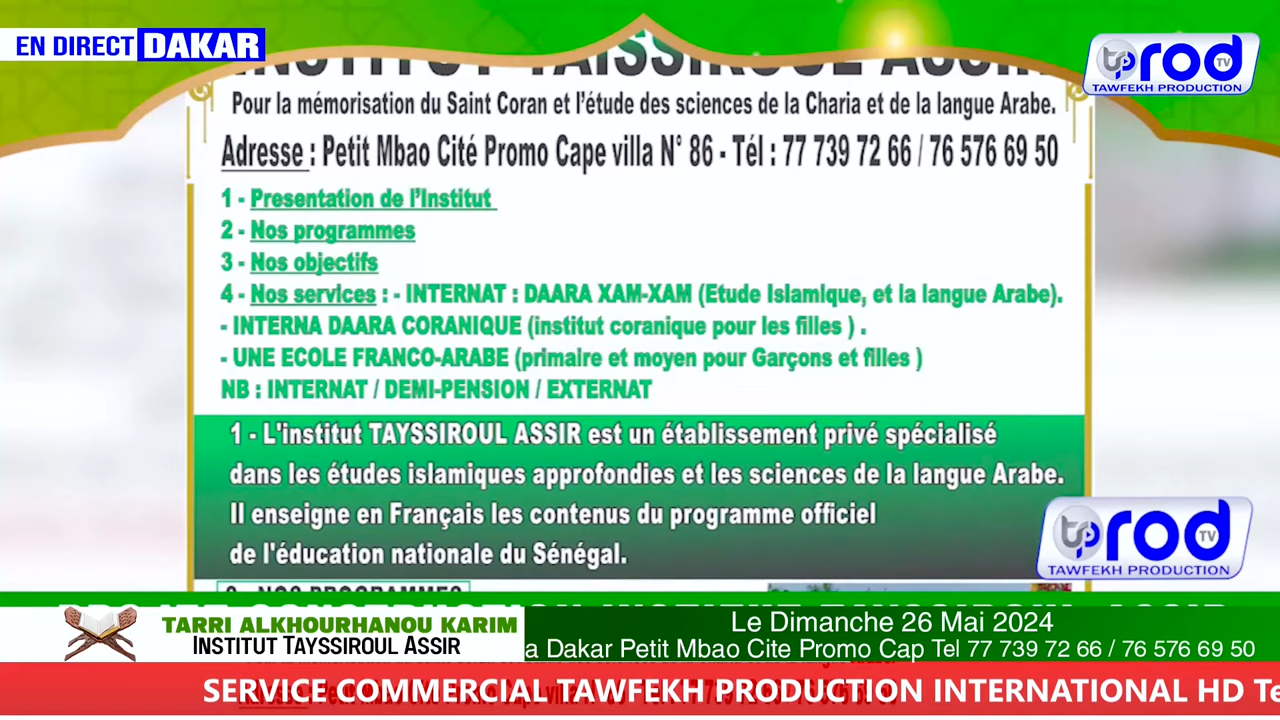 EN DIRECT DAKAR
prod TV
TAWFEKH PRODUCTION
INSTITUT TAISSIROUL ASSIR
Pour la mémorisation du Saint Coran et l'étude des sciences de la Charia et de la langue Arabe.
Adresse : Petit Mbao Cité Promo Cape villa N° 86 - Tél : 77 739 72 66 / 76 576 69 50
1 - Presentation de l'Institut
2 - Nos programmes
3 - Nos objectifs
4 - Nos services : - INTERNAT : DAARA XAM-XAM (Etude Islamique, et la langue Arabe).
- INTERNA DAARA CORANIQUE (institut coranique pour les filles ) .
- UNE ECOLE FRANCO-ARABE (primaire et moyen pour Garçons et filles )
NB : INTERNAT / DEMI-PENSION / EXTERNAT
1 - L'institut TAYSSIROUL ASSIR est un établissement privé spécialisé
dans les études islamiques approfondies et les sciences de la langue Arabe.
Il enseigne en Français les contenus du programme officiel
de l'éducation nationale du Sénégal.
prod TV
TAWFEKH PRODUCTION
2 - NOS PROGRAMMES
TARRI ALKHOURHANOU KARIM
INSTITUT TAYSSIROUL ASSIR
Le Dimanche 26 Mai 2024
a Dakar Petit Mbao Cite Promo Cap Tel 77 739 72 66 / 76 576 69 50
SERVICE COMMERCIAL TAWFEKH PRODUCTION INTERNATIONAL HD Te